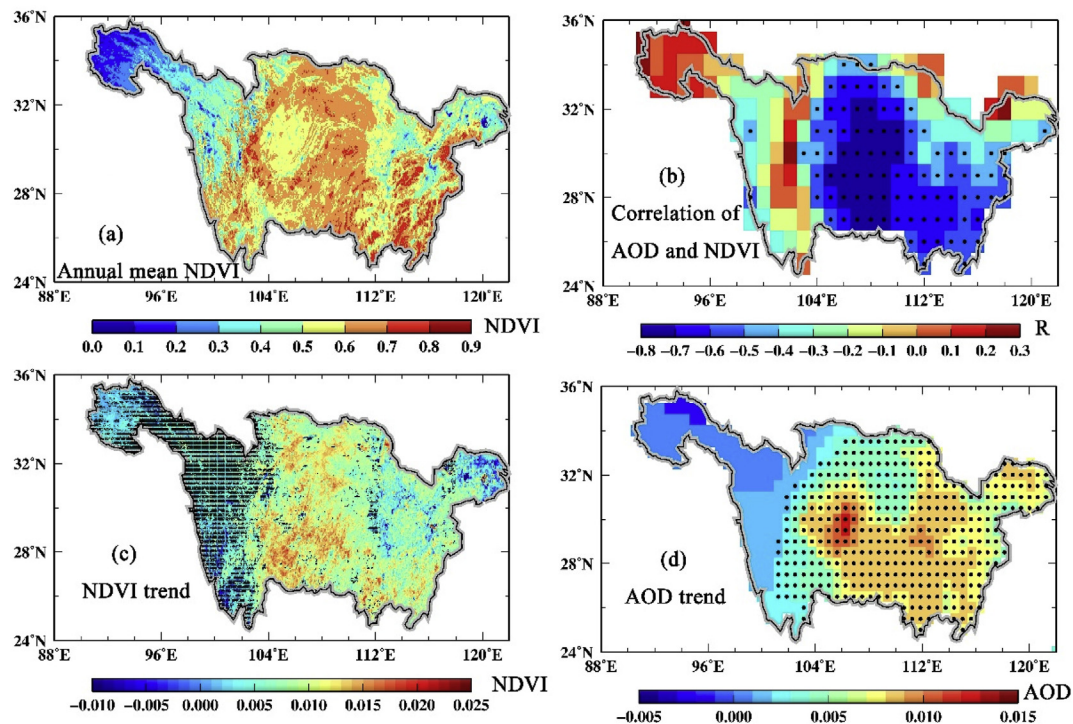 36°N
32°N
28°N
24°N
88°E 96°E 104°E 112°E 120°E
(a)
Annual mean NDVI
NDVI
0.0 0.1 0.2 0.3 0.4 0.5 0.6 0.7 0.8 0.9
36°N
32°N
28°N
24°N
88°E 96°E 104°E 112°E 120°E
(b)
Correlation of
AOD and NDVI
R
−0.8 −0.7 −0.6 −0.5 −0.4 −0.3 −0.2 −0.1 0.0 0.2 0.3
36°N
32°N
28°N
24°N
88°E 96°E 104°E 112°E 120°E
(c)
NDVI trend
NDVI
−0.010 0.000 0.005 0.010 0.015 0.020 0.025
36°N
32°N
28°N
24°N
88°E 96°E 104°E 112°E 120°E
(d)
AOD trend
AOD
−0.005 0.000 0.005 0.010 0.015